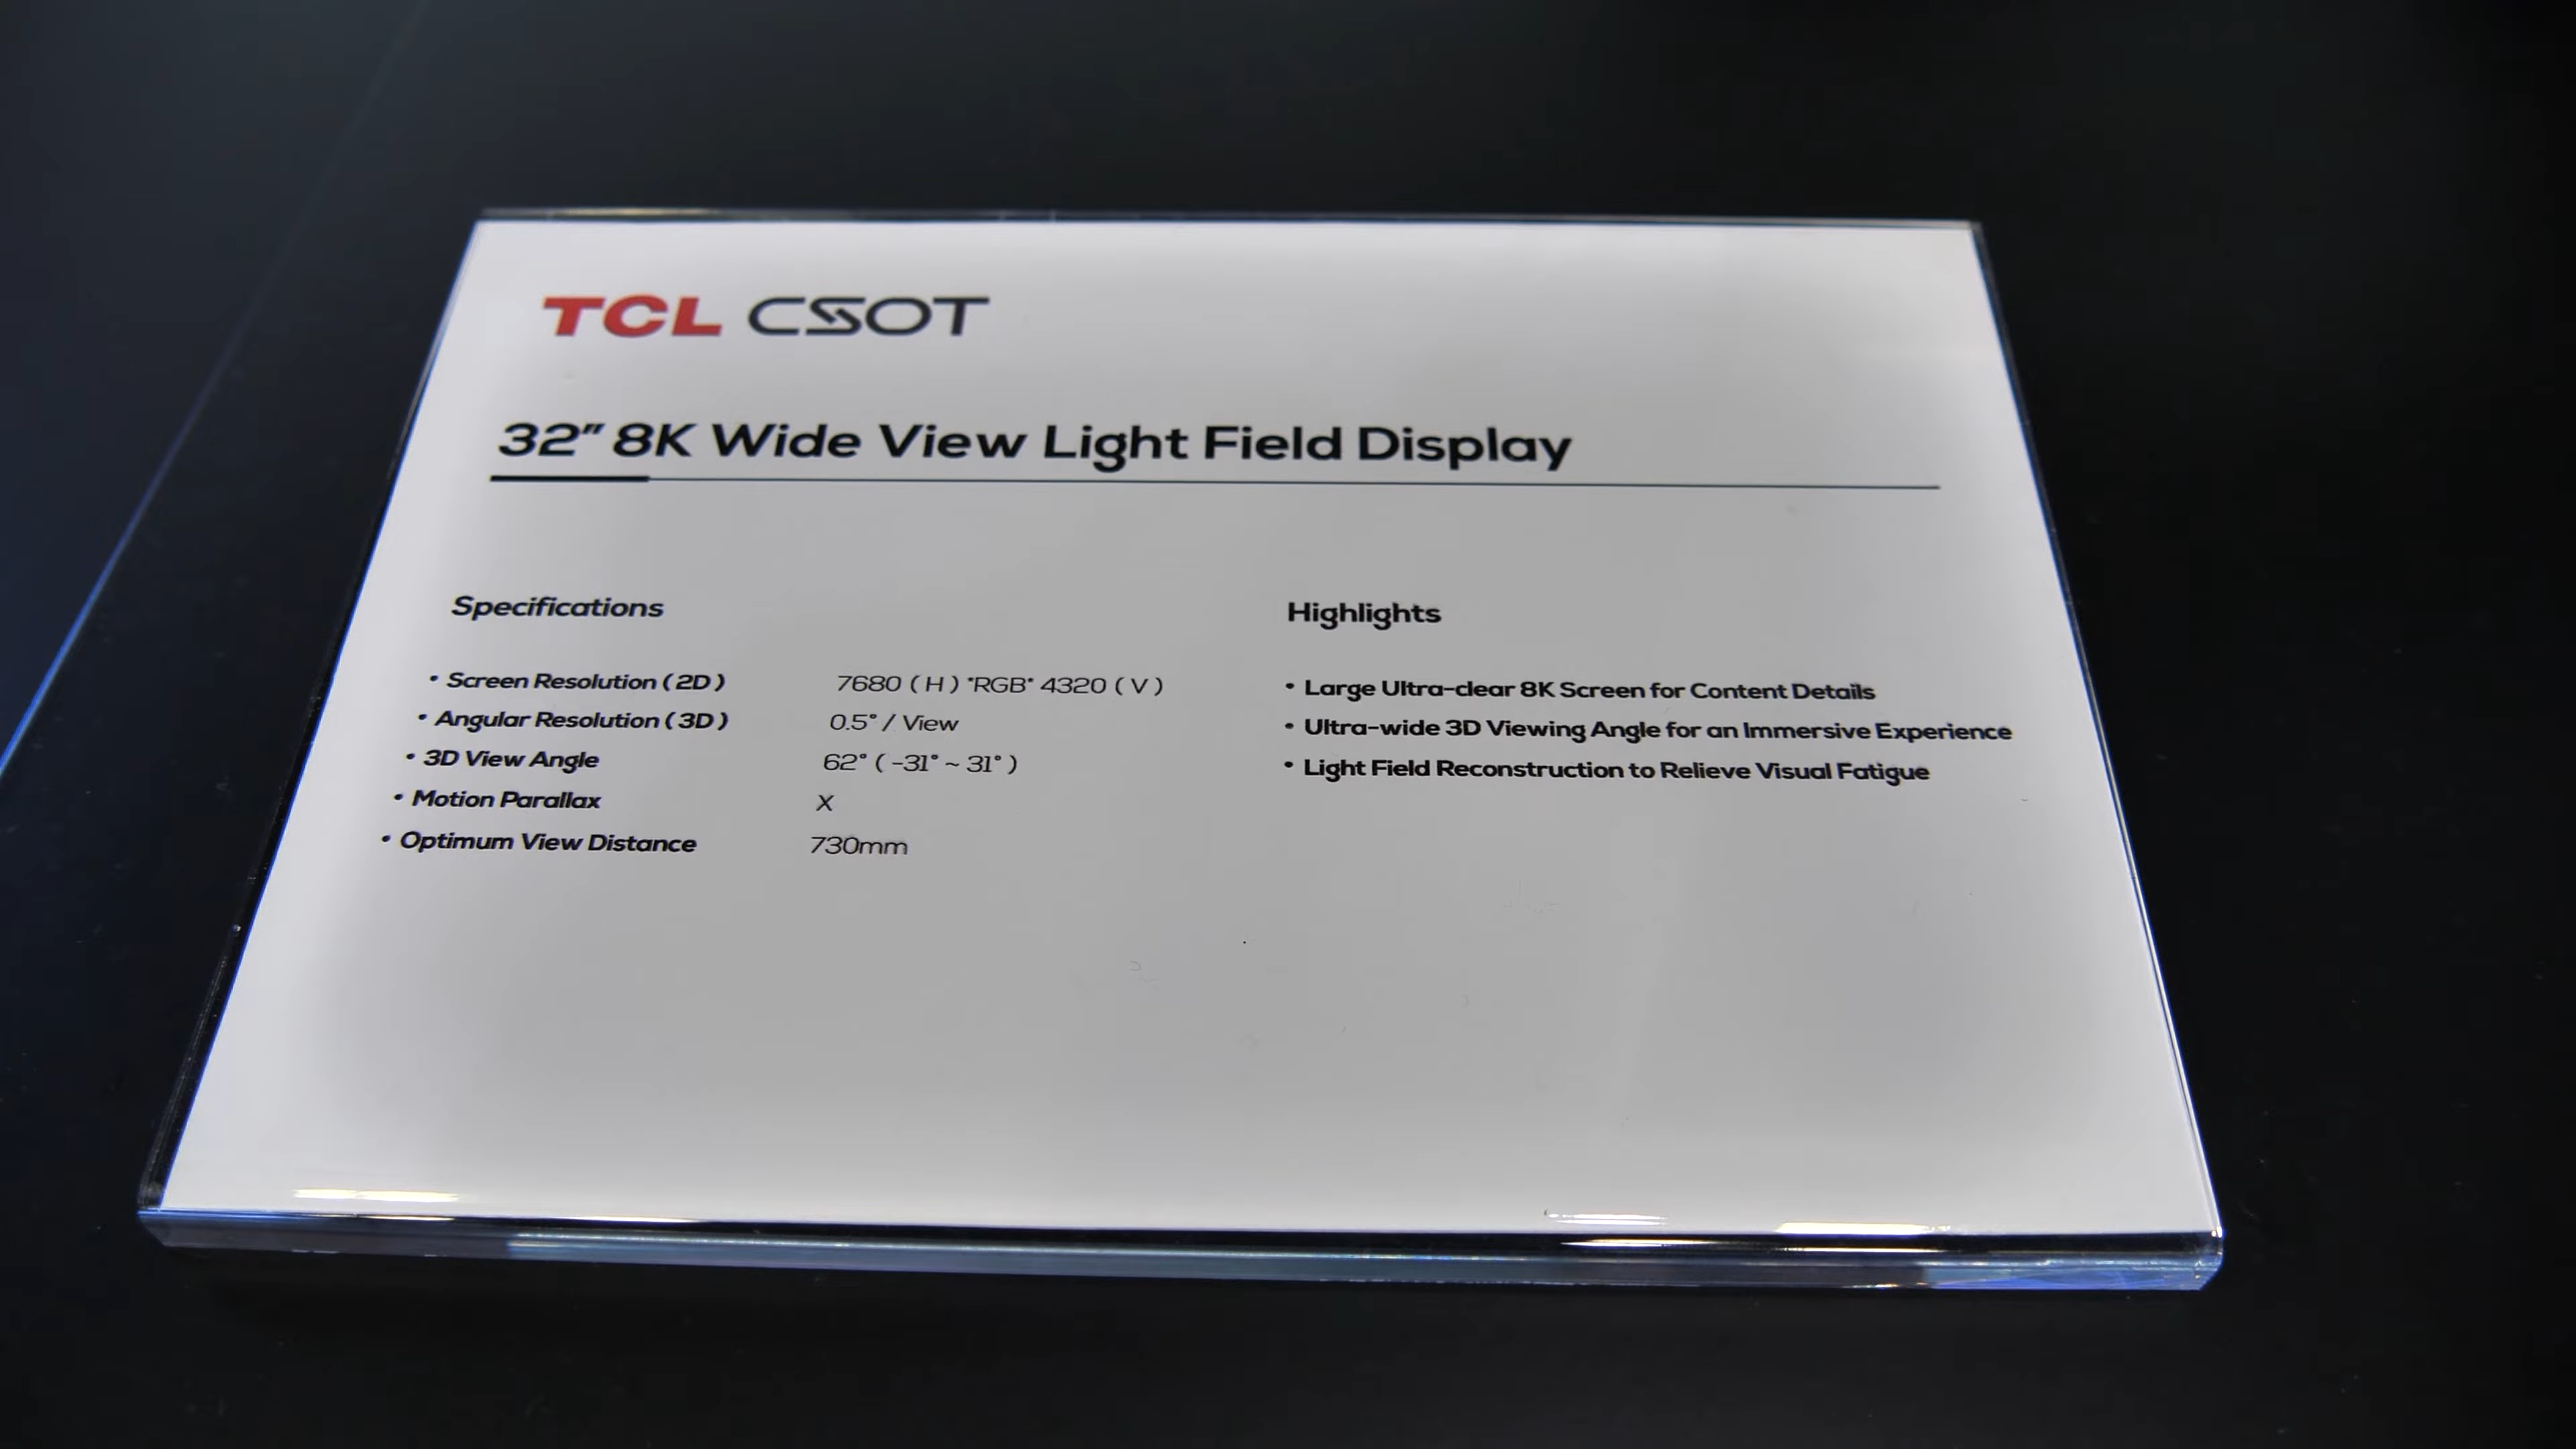 TCL CSOT
32" 8K Wide View Light Field Display
Specifications
• Screen Resolution ( 2D ) 7680 ( H ) *RGB* 4320 ( V )
• Angular Resolution ( 3D ) 0.5° / View
• 3D View Angle 62° ( -31° ~ 31° )
• Motion Parallax X
• Optimum View Distance 730mm
Highlights
• Large Ultra-clear 8K Screen for Content Details
• Ultra-wide 3D Viewing Angle for an Immersive Experience
• Light Field Reconstruction to Relieve Visual Fatigue